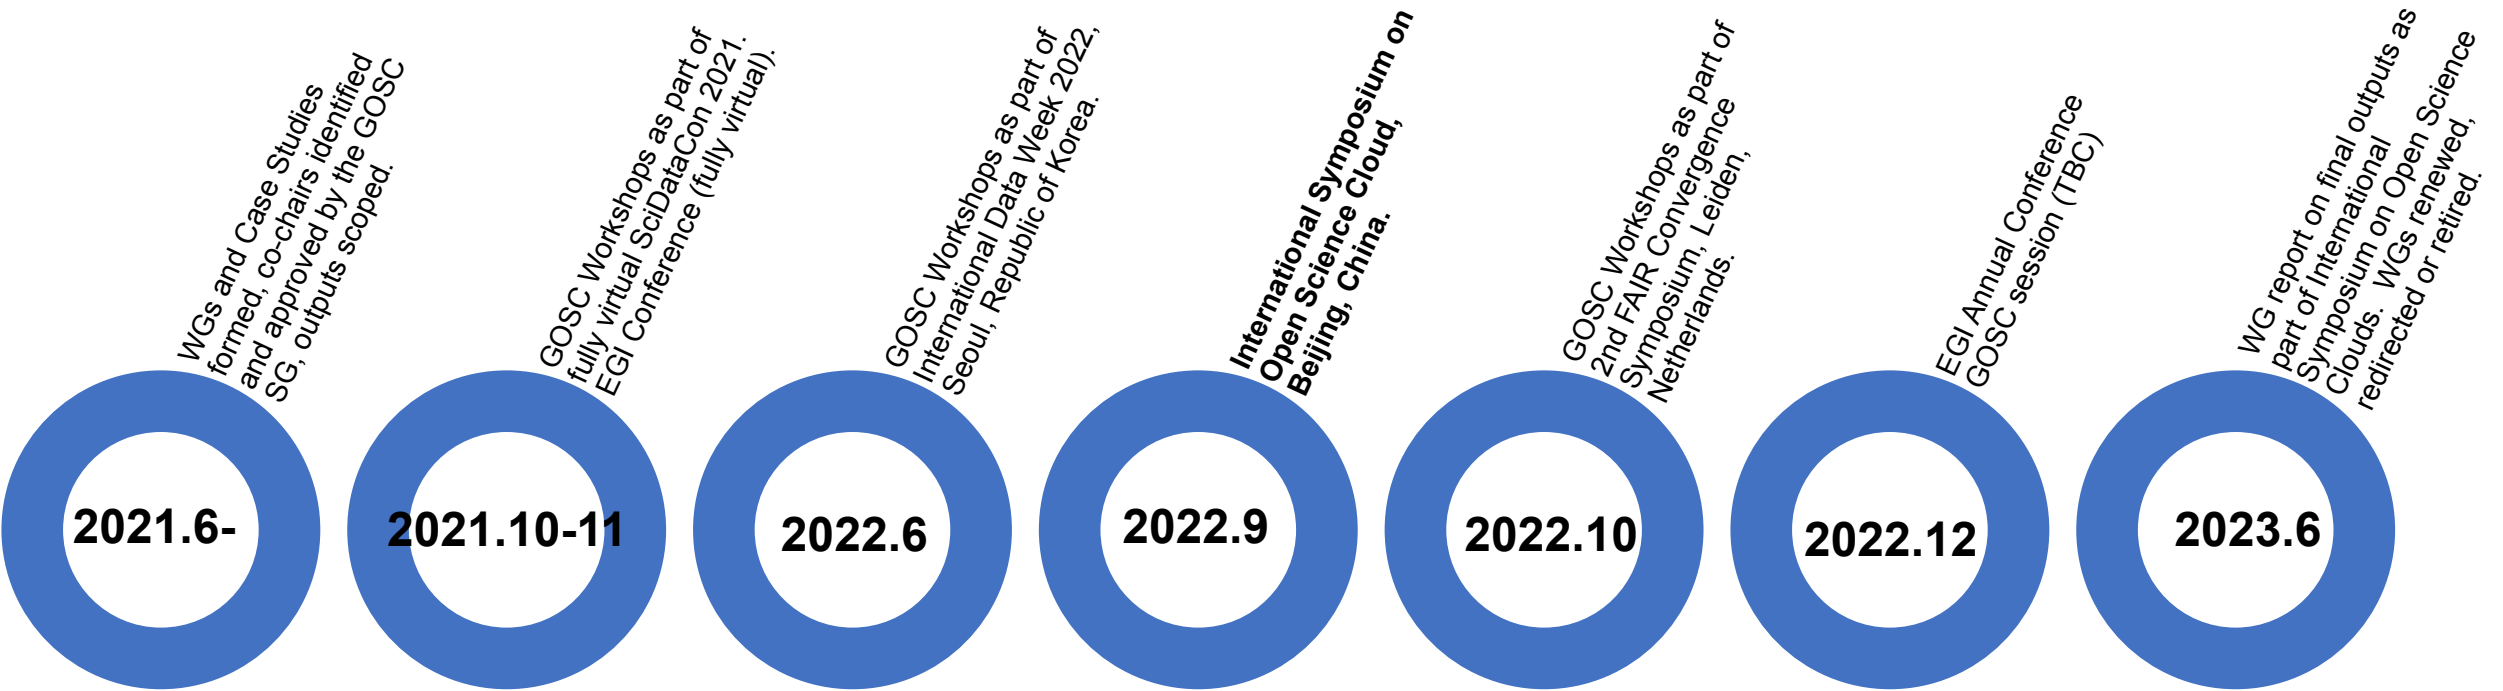 WGs and Case Studies
formed, co-chairs identified
and approved by the GOSC
SG, outputs scoped.
2021.6-
GOSC Workshops as part of
fully virtual SciDataCon 2021.
EGI Conference (fully virtual).
2021.10-11
GOSC Workshops as part of
International Data Week 2022,
Seoul, Republic of Korea.
2022.6
International Symposium on
Open Science Cloud,
Beijing, China.
2022.9
GOSC Workshops as part of
2nd FAIR Convergence
Symposium, Leiden,
Netherlands.
2022.10
EGI Annual Conference
GOSC session (TBC)
2022.12
WG report on final outputs as
part of International
Symposium on Open Science
Clouds. WGs renewed,
redirected or retired.
2023.6